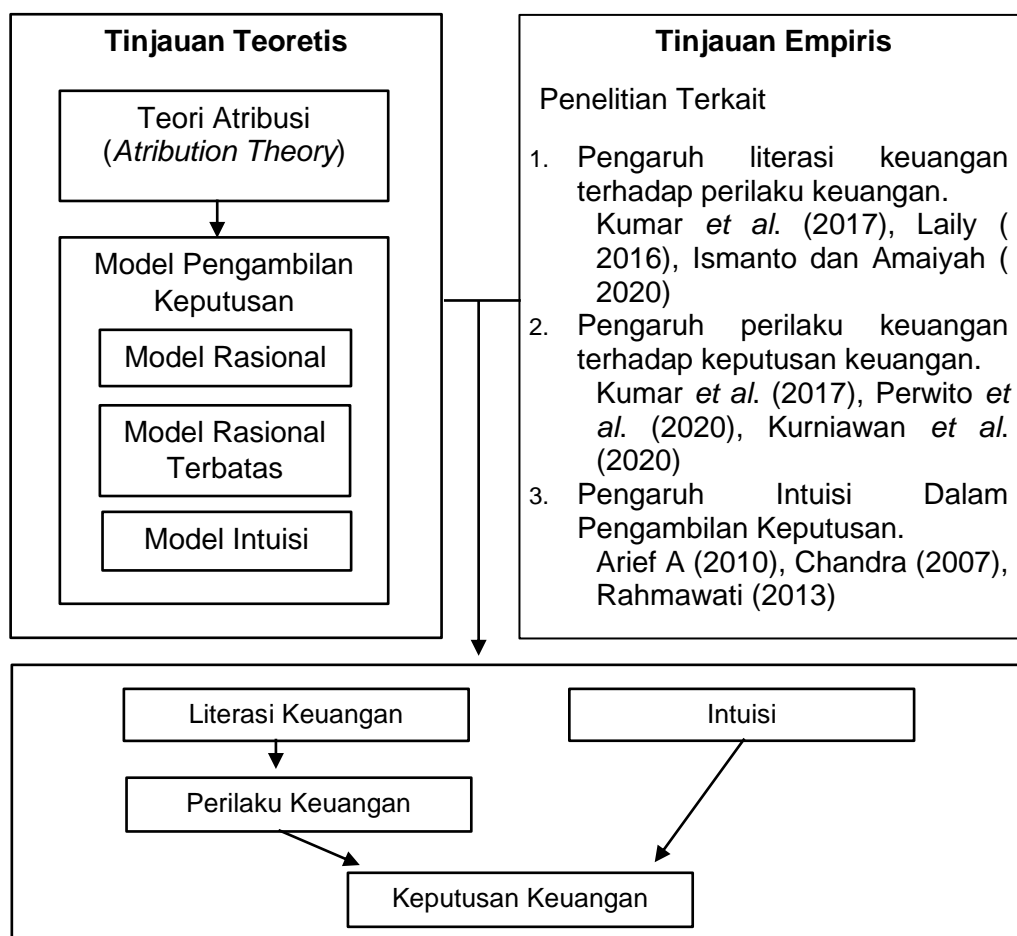 Tinjauan Teoretis
Teori Atribusi
(Atribution Theory)
Model Pengambilan
Keputusan
Model Rasional
Model Rasional
Terbatas
Model Intuisi
Tinjauan Empiris
Penelitian Terkait
1. Pengaruh literasi keuangan
terhadap perilaku keuangan.
Kumar et al. (2017), Laily (
2016), Ismanto dan Amaiyah (
2020)
2. Pengaruh perilaku keuangan
terhadap keputusan keuangan.
Kumar et al. (2017), Perwito et
al. (2020), Kurniawan et al.
(2020)
3. Pengaruh Intuisi Dalam
Pengambilan Keputusan.
Arief A (2010), Chandra (2007),
Rahmawati (2013)
Literasi Keuangan
Intuisi
Perilaku Keuangan
Keputusan Keuangan